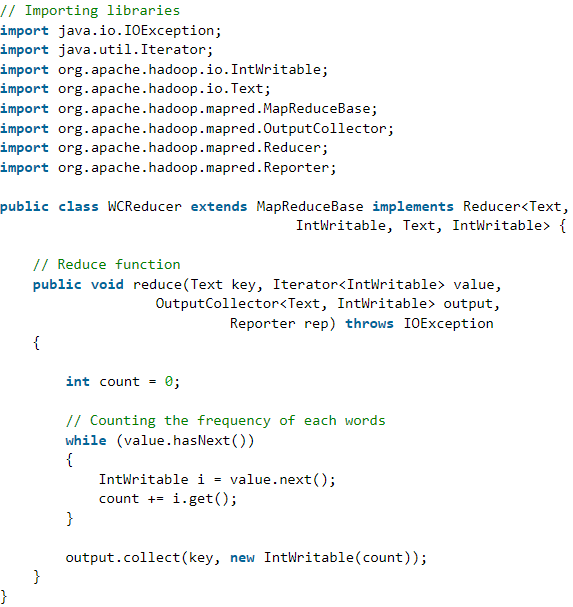 // Importing libraries
import java.io.IOException;
import java.util.Iterator;
import org.apache.hadoop.io.IntWritable;
import org.apache.hadoop.io.Text;
import org.apache.hadoop.mapred.MapReduceBase;
import org.apache.hadoop.mapred.OutputCollector;
import org.apache.hadoop.mapred.Reducer;
import org.apache.hadoop.mapred.Reporter;

public class WCReducer extends MapReduceBase implements Reducer<Text,
                                    IntWritable, Text, IntWritable> {

    // Reduce function
    public void reduce(Text key, Iterator<IntWritable> value,
                   OutputCollector<Text, IntWritable> output,
                            Reporter rep) throws IOException
    {

        int count = 0;

        // Counting the frequency of each words
        while (value.hasNext())
        {
            IntWritable i = value.next();
            count += i.get();
        }

        output.collect(key, new IntWritable(count));
    }
}